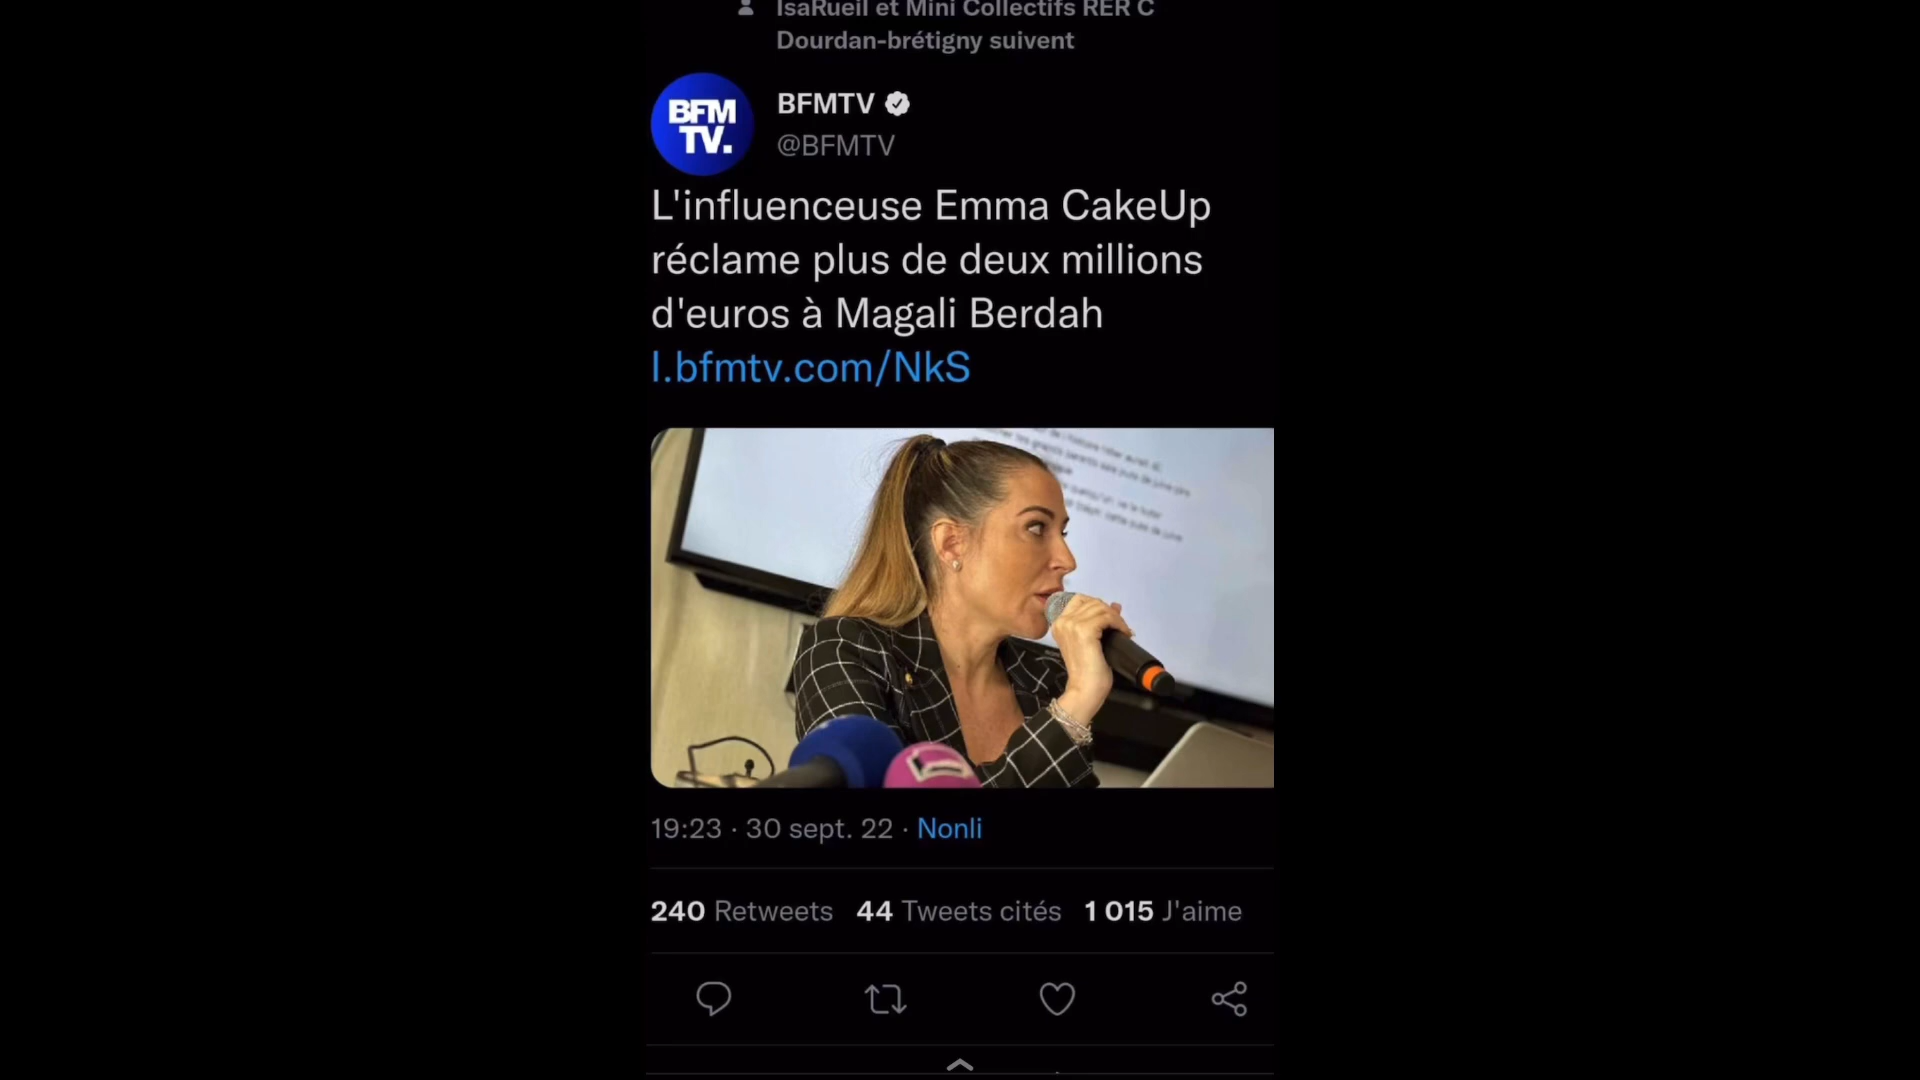 IsaRueil et Mini Collectifs RER C
Dourdan-brétigny suivent
BFM
TV.
BFMTV
@BFMTV
L'influenceuse Emma CakeUp
réclame plus de deux millions
d'euros à Magali Berdah
l.bfmtv.com/NkS
19:23 · 30 sept. 22 · Nonli
240 Retweets 44 Tweets cités 1 015 J'aime